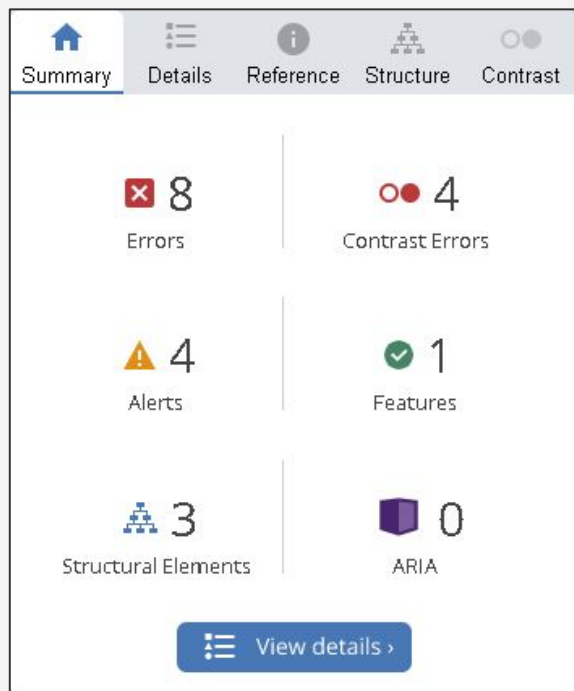 Summary Details Reference Structure Contrast
8 4
Errors Contrast Errors
4 1
Alerts Features
3 0
Structural Elements ARIA
View details ›